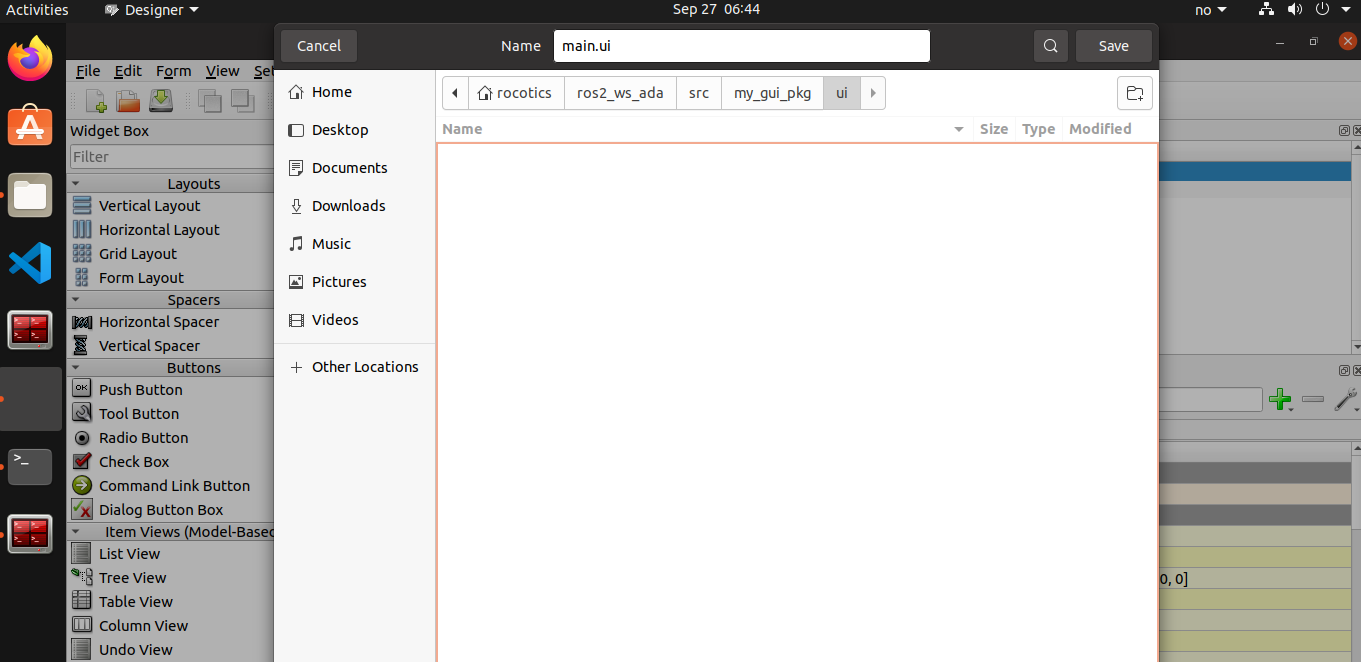 Activities Designer Sep 27 06:44 no
Cancel Name main.ui Save
File Edit Form View Set
Home
rocotics ros2_ws_ada src my_gui_pkg ui
Desktop
Name Size Type Modified
Widget Box
Filter
Documents
Layouts
Vertical Layout
Downloads
Horizontal Layout
Music
Grid Layout
Form Layout
Pictures
Spacers
Horizontal Spacer
Videos
Vertical Spacer
Buttons
Other Locations
Push Button
Tool Button
Radio Button
Check Box
Command Link Button
Dialog Button Box
Item Views (Model-Based
List View
Tree View
0, 0]
Table View
Column View
Undo View